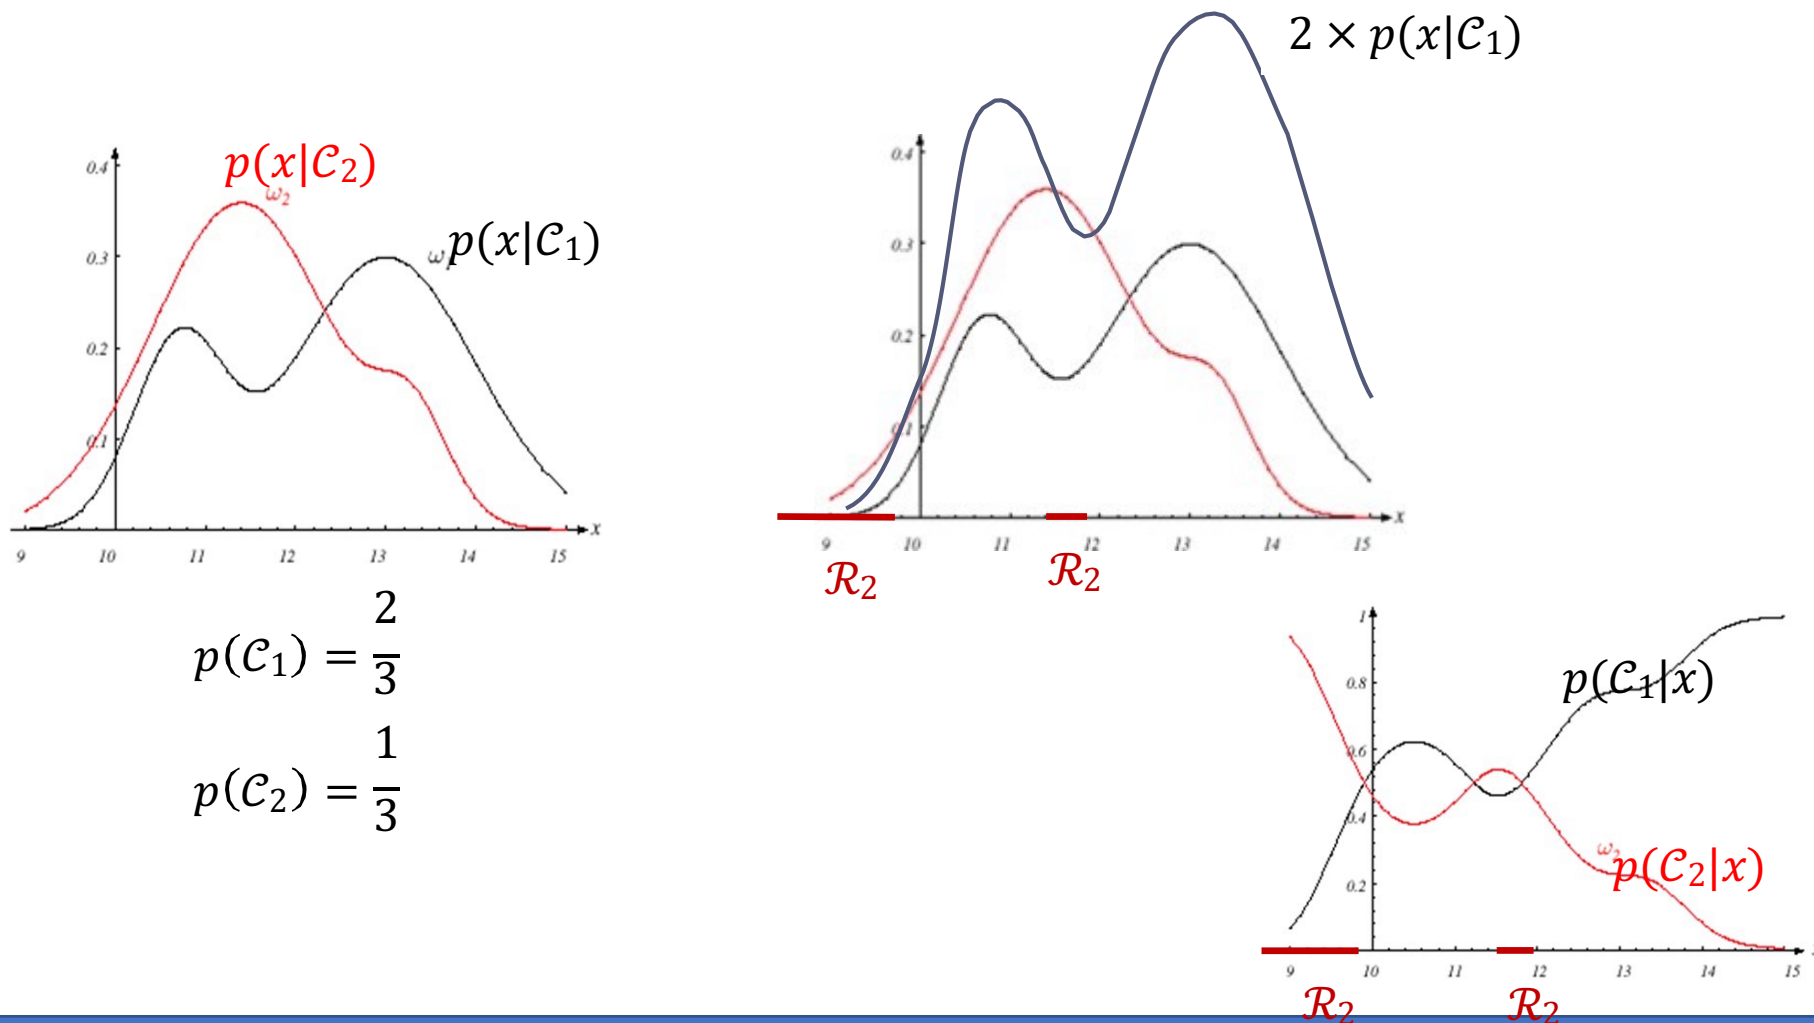 2 × p(x|𝒞₁)
0.4
p(x|𝒞₂)
ω₂
0.3
p(x|𝒞₁)
0.2
0.1
x
9 10 11 12 13 14 15
p(𝒞₁) = 2/3
p(𝒞₂) = 1/3
0.4
0.3
0.2
0.1
x
9 10 11 12 13 14 15
ℛ₂ ℛ₂
1
0.8
p(𝒞₁|x)
0.6
0.4
ω₂
p(𝒞₂|x)
0.2
9 10 11 12 13 14 15
ℛ₂ ℛ₂